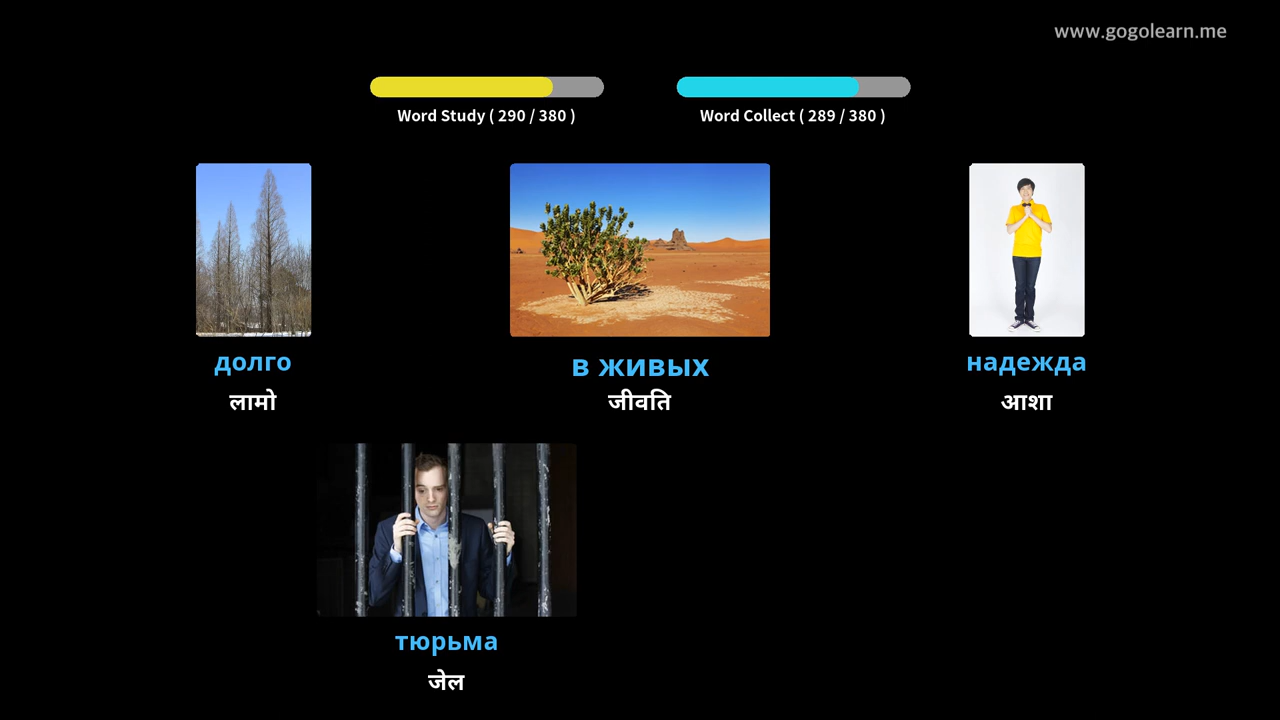 www.gogolearn.me
Word Study ( 290 / 380 )
Word Collect ( 289 / 380 )
долго
लामो
в живых
जीवति
надежда
आशा
тюрьма
जेल